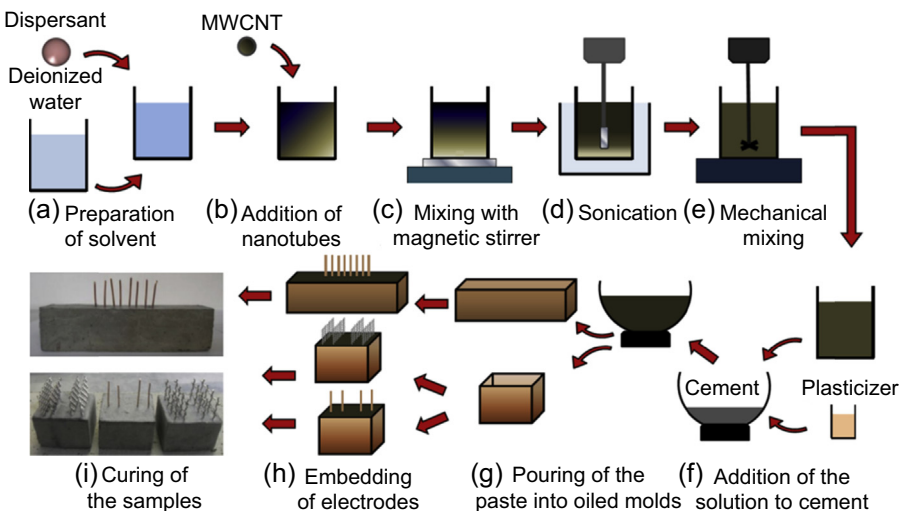 Dispersant
Deionized
water
MWCNT
(a) Preparation
of solvent
(b) Addition of
nanotubes
(c) Mixing with
magnetic stirrer
(d) Sonication
(e) Mechanical
mixing
Cement
Plasticizer
(i) Curing of
the samples
(h) Embedding
of electrodes
(g) Pouring of the
paste into oiled molds
(f) Addition of the
solution to cement